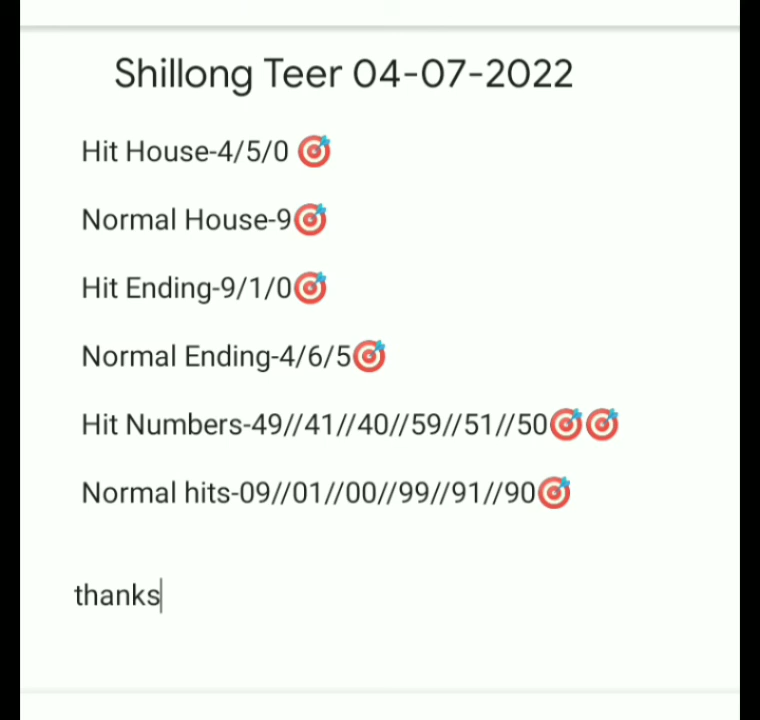 Shillong Teer 04-07-2022
Hit House-4/5/0 🎯
Normal House-9🎯
Hit Ending-9/1/0🎯
Normal Ending-4/6/5🎯
Hit Numbers-49//41//40//59//51//50🎯🎯
Normal hits-09//01//00//99//91//90🎯
thanks